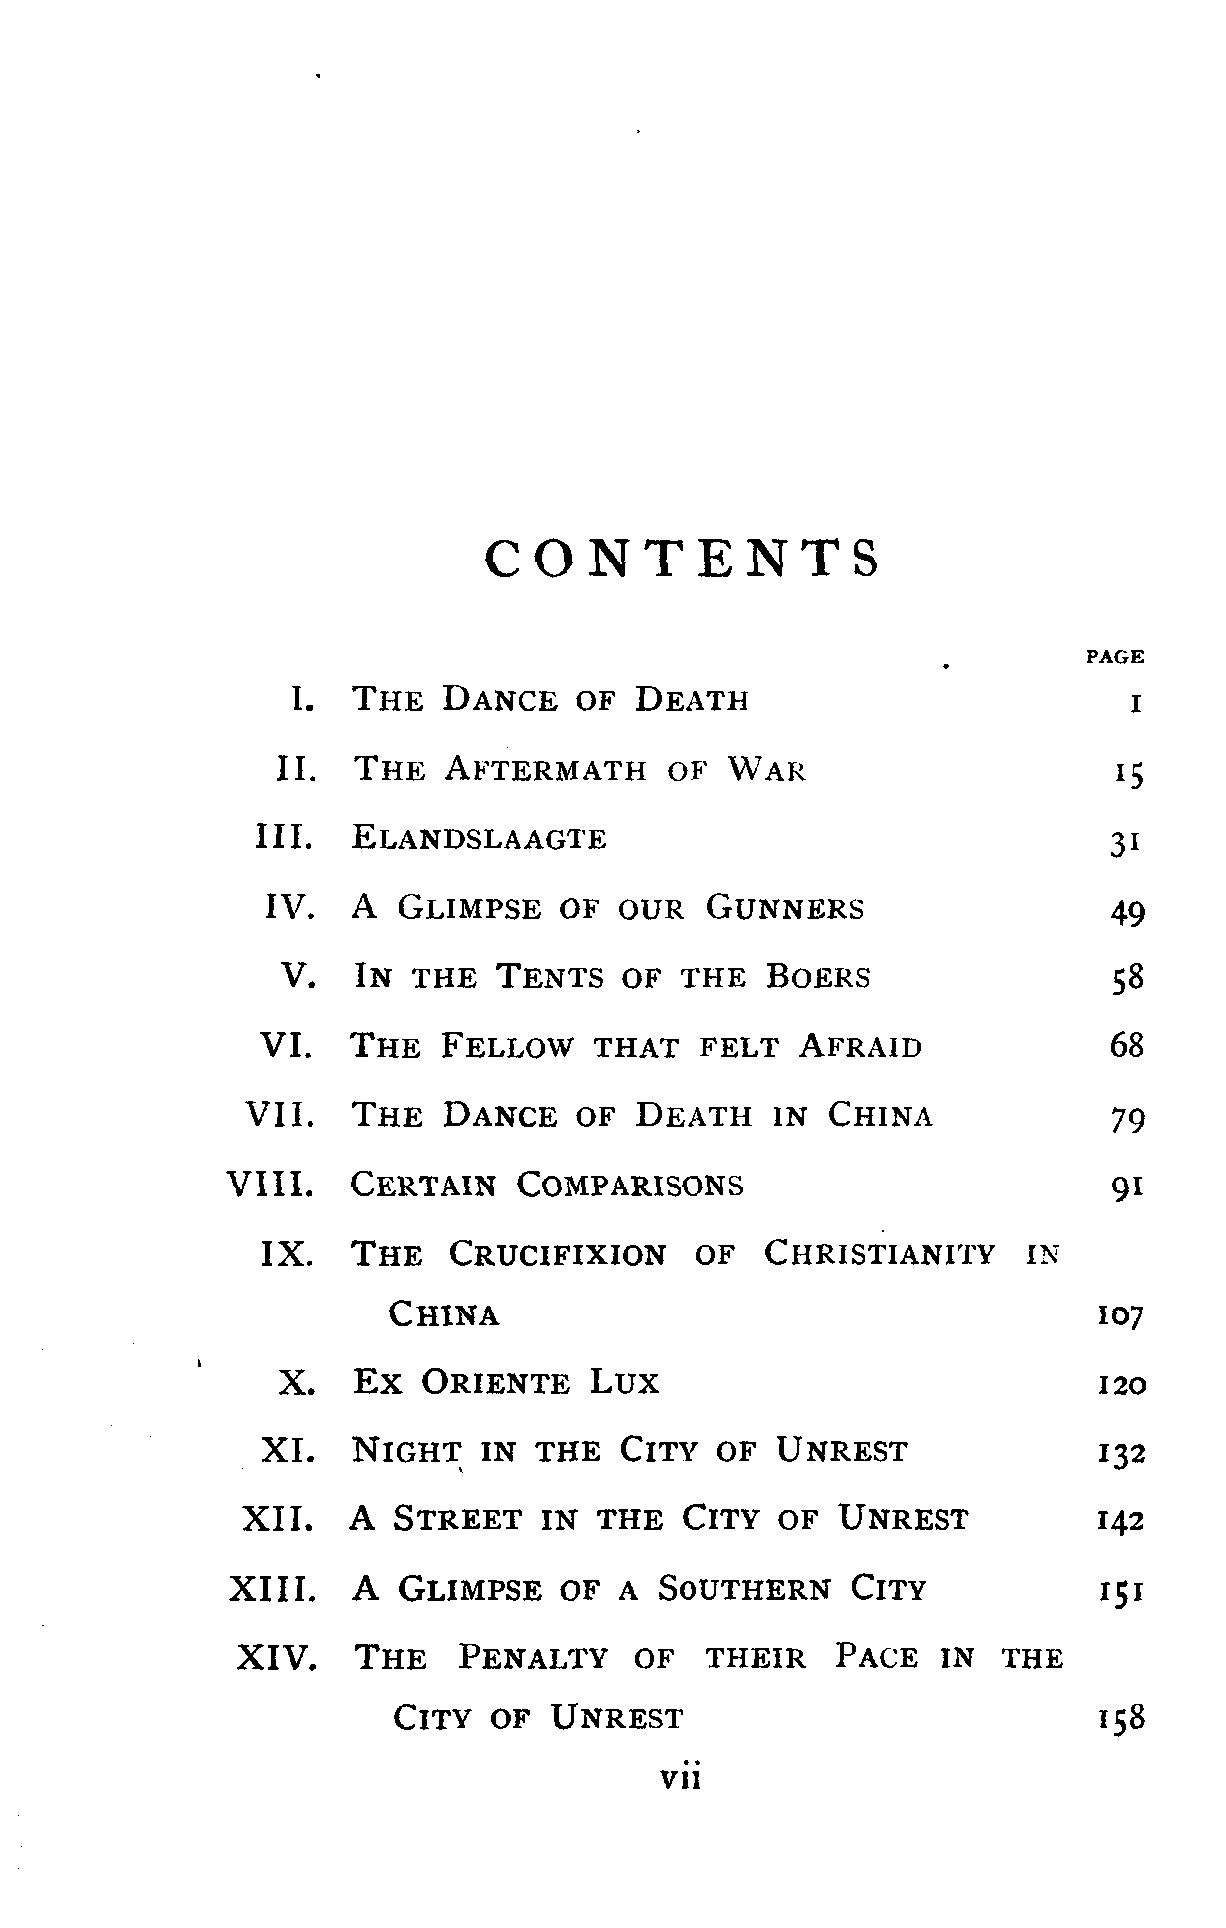 CONTENTS
PAGE
I. The Dance of Death 1
II. The Aftermath of War 15
III. Elandslaagte 31
IV. A Glimpse of our Gunners 49
V. In the Tents of the Boers 58
VI. The Fellow that felt Afraid 68
VII. The Dance of Death in China 79
VIII. Certain Comparisons 91
IX. The Crucifixion of Christianity in
China 107
X. Ex Oriente Lux 120
XI. Night in the City of Unrest 132
XII. A Street in the City of Unrest 142
XIII. A Glimpse of a Southern City 151
XIV. The Penalty of their Pace in the
City of Unrest 158
vii